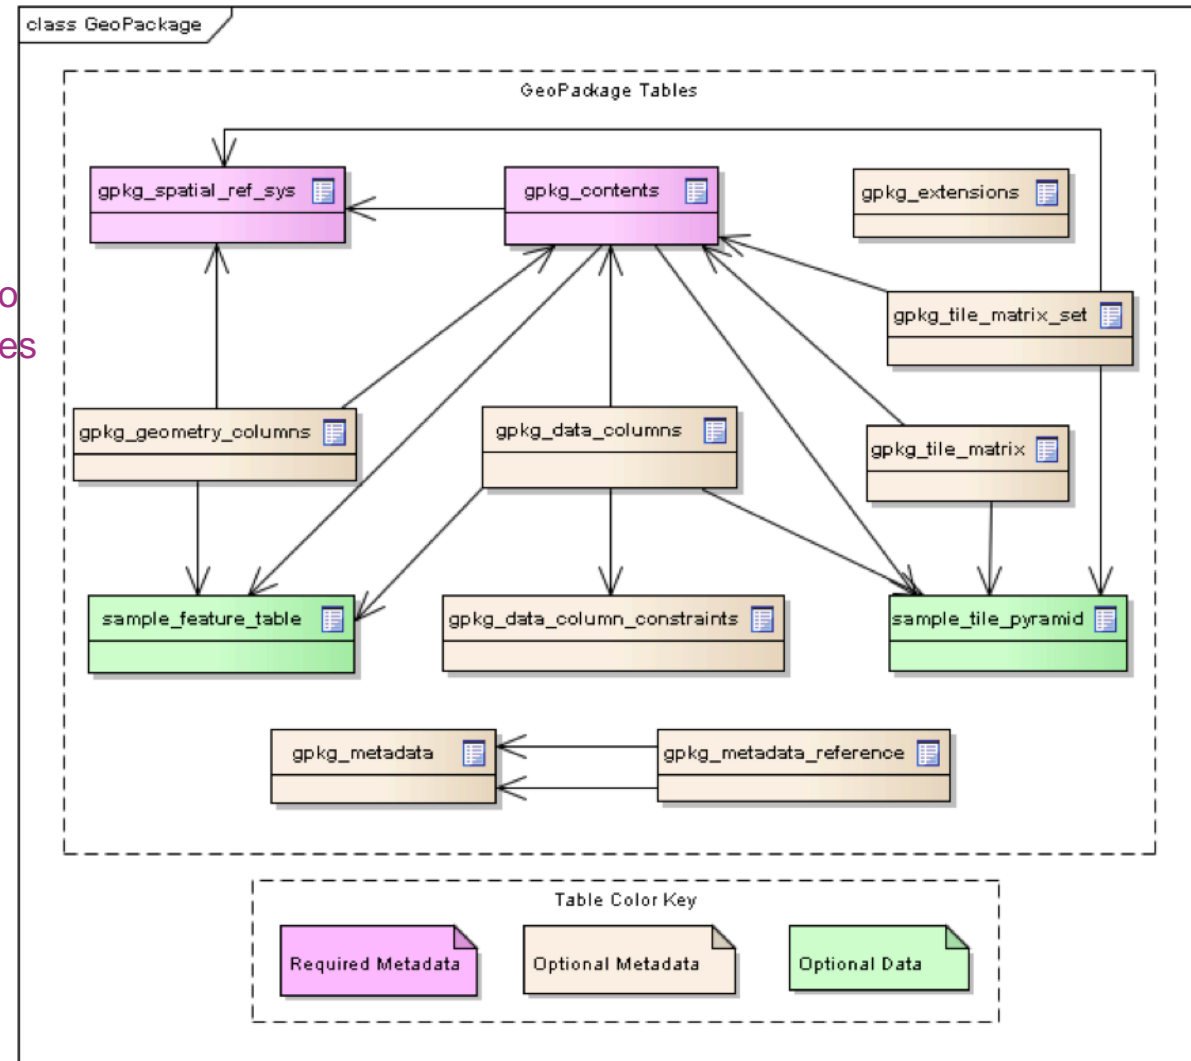 class GeoPackage
GeoPackage Tables
gpkg_spatial_ref_sys
gpkg_contents
gpkg_extensions
o
es
gpkg_tile_matrix_set
gpkg_geometry_columns
gpkg_data_columns
gpkg_tile_matrix
sample_feature_table
gpkg_data_column_constraints
sample_tile_pyramid
gpkg_metadata
gpkg_metadata_reference
Table Color Key
Required Metadata
Optional Metadata
Optional Data